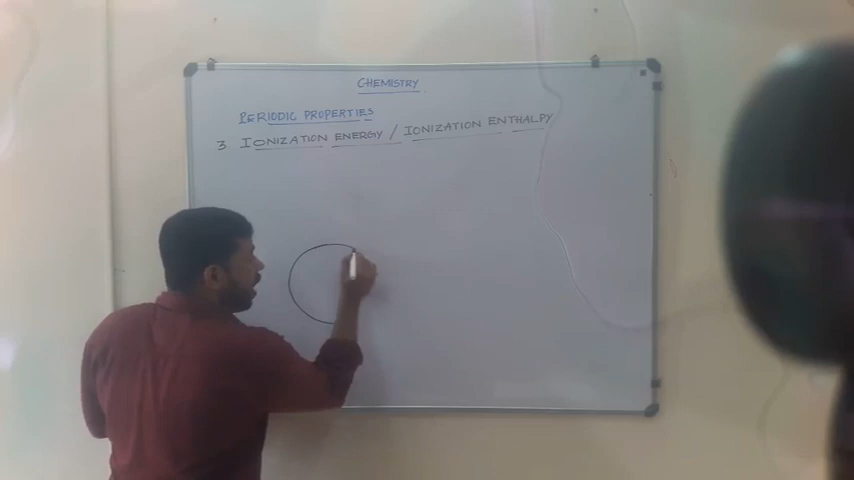 CHEMISTRY
PERIODIC PROPERTIES
3 IONIZATION ENERGY / IONIZATION ENTHALPY